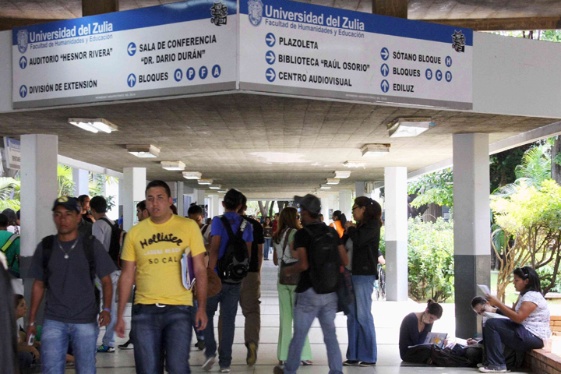 Universidad del Zulia
Facultad de Humanidades y Educación
AUDITORIO "HESNOR RIVERA"
DIVISIÓN DE EXTENSIÓN
SALA DE CONFERENCIA
"DR. DARIO DURÁN"
BLOQUES O P F A
Universidad del Zulia
Facultad de Humanidades y Educación
PLAZOLETA
BIBLIOTECA "RAÚL OSORIO"
CENTRO AUDIOVISUAL
SÓTANO BLOQUE
BLOQUES
EDILUZ
Hollister
SO CAL